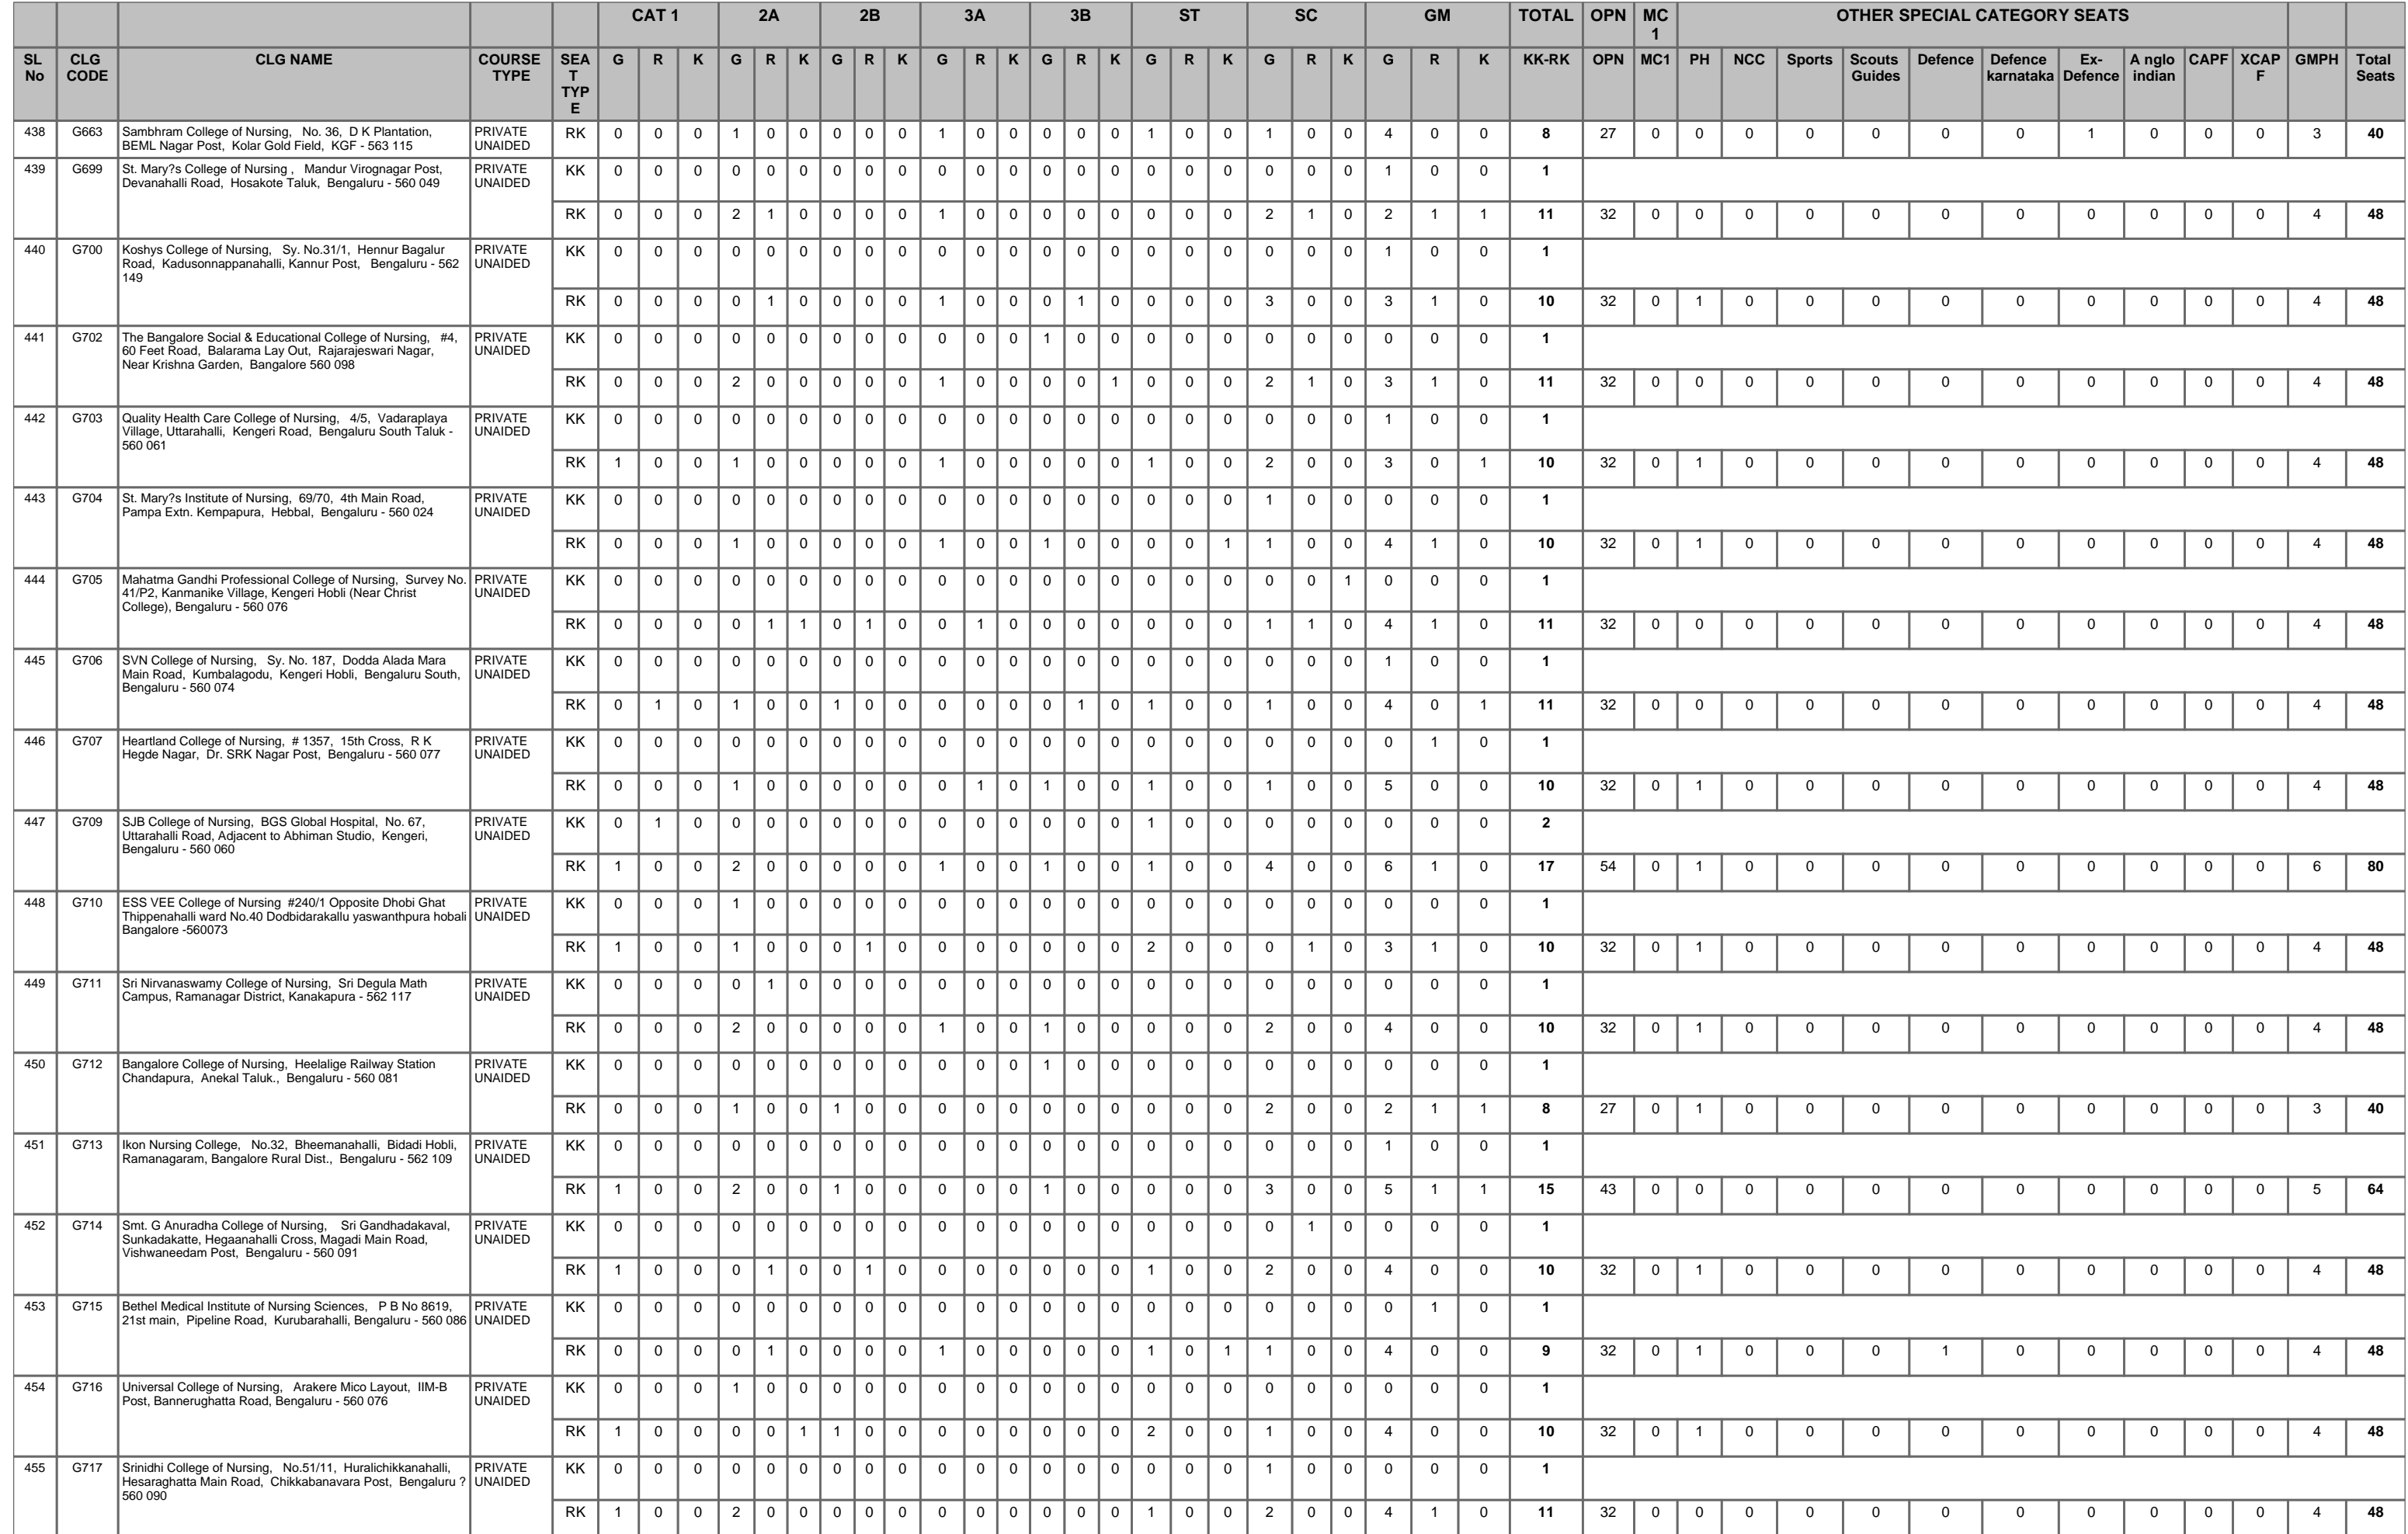 CAT 1 2A 2B 3A 3B ST SC GM TOTAL OPN MC 1 OTHER SPECIAL CATEGORY SEATS
SL No CLG CODE CLG NAME COURSE TYPE SEA T TYP E G R K G R K G R K G R K G R K G R K G R K G R K KK-RK OPN MC1 PH NCC Sports Scouts Guides Defence Defence karnataka Ex-Defence A nglo indian CAPF XCAP F GMPH Total Seats
438 G663 Sambhram College of Nursing, No. 36, D K Plantation, PRIVATE RK 0 0 0 1 0 0 0 0 0 1 0 0 0 0 0 1 0 0 1 0 0 4 0 0 8 27 0 0 0 0 0 0 0 1 0 0 0 3 40
BEML Nagar Post, Kolar Gold Field, KGF - 563 115 UNAIDED
439 G699 St. Mary?s College of Nursing , Mandur Virognagar Post, PRIVATE KK 0 0 0 0 0 0 0 0 0 0 0 0 0 0 0 0 0 0 0 0 0 1 0 0 1
Devanahalli Road, Hosakote Taluk, Bengaluru - 560 049 UNAIDED
RK 0 0 0 2 1 0 0 0 0 1 0 0 0 0 0 0 0 0 2 1 0 2 1 1 11 32 0 0 0 0 0 0 0 0 0 0 0 4 48
440 G700 Koshys College of Nursing, Sy. No.31/1, Hennur Bagalur PRIVATE KK 0 0 0 0 0 0 0 0 0 0 0 0 0 0 0 0 0 0 0 0 0 1 0 0 1
Road, Kadusonnappanahalli, Kannur Post, Bengaluru - 562 UNAIDED
149
RK 0 0 0 0 1 0 0 0 0 1 0 0 0 1 0 0 0 0 3 0 0 3 1 0 10 32 0 1 0 0 0 0 0 0 0 0 0 4 48
441 G702 The Bangalore Social & Educational College of Nursing, #4, PRIVATE KK 0 0 0 0 0 0 0 0 0 0 0 0 1 0 0 0 0 0 0 0 0 0 0 0 1
60 Feet Road, Balarama Lay Out, Rajarajeswari Nagar, UNAIDED
Near Krishna Garden, Bangalore 560 098
RK 0 0 0 2 0 0 0 0 0 1 0 0 0 0 1 0 0 0 2 1 0 3 1 0 11 32 0 0 0 0 0 0 0 0 0 0 0 4 48
442 G703 Quality Health Care College of Nursing, 4/5, Vadaraplaya PRIVATE KK 0 0 0 0 0 0 0 0 0 0 0 0 0 0 0 0 0 0 0 0 0 1 0 0 1
Village, Uttarahalli, Kengeri Road, Bengaluru South Taluk - UNAIDED
560 061
RK 1 0 0 1 0 0 0 0 0 1 0 0 0 0 0 1 0 0 2 0 0 3 0 1 10 32 0 1 0 0 0 0 0 0 0 0 0 4 48
443 G704 St. Mary?s Institute of Nursing, 69/70, 4th Main Road, PRIVATE KK 0 0 0 0 0 0 0 0 0 0 0 0 0 0 0 0 0 0 1 0 0 0 0 0 1
Pampa Extn. Kempapura, Hebbal, Bengaluru - 560 024 UNAIDED
RK 0 0 0 1 0 0 0 0 0 1 0 0 1 0 0 0 0 1 1 0 0 4 1 0 10 32 0 1 0 0 0 0 0 0 0 0 0 4 48
444 G705 Mahatma Gandhi Professional College of Nursing, Survey No. PRIVATE KK 0 0 0 0 0 0 0 0 0 0 0 0 0 0 0 0 0 0 0 0 1 0 0 0 1
41/P2, Kanmanike Village, Kengeri Hobli (Near Christ UNAIDED
College), Bengaluru - 560 076
RK 0 0 0 0 1 1 0 1 0 0 1 0 0 0 0 0 0 0 1 1 0 4 1 0 11 32 0 0 0 0 0 0 0 0 0 0 0 4 48
445 G706 SVN College of Nursing, Sy. No. 187, Dodda Alada Mara PRIVATE KK 0 0 0 0 0 0 0 0 0 0 0 0 0 0 0 0 0 0 0 0 0 1 0 0 1
Main Road, Kumbalagodu, Kengeri Hobli, Bengaluru South, UNAIDED
Bengaluru - 560 074
RK 0 1 0 1 0 0 1 0 0 0 0 0 0 1 0 1 0 0 1 0 0 4 0 1 11 32 0 0 0 0 0 0 0 0 0 0 0 4 48
446 G707 Heartland College of Nursing, # 1357, 15th Cross, R K PRIVATE KK 0 0 0 0 0 0 0 0 0 0 0 0 0 0 0 0 0 0 0 0 0 0 1 0 1
Hegde Nagar, Dr. SRK Nagar Post, Bengaluru - 560 077 UNAIDED
RK 0 0 0 1 0 0 0 0 0 0 1 0 1 0 0 1 0 0 1 0 0 5 0 0 10 32 0 1 0 0 0 0 0 0 0 0 0 4 48
447 G709 SJB College of Nursing, BGS Global Hospital, No. 67, PRIVATE KK 0 1 0 0 0 0 0 0 0 0 0 0 0 0 0 1 0 0 0 0 0 0 0 0 2
Uttarahalli Road, Adjacent to Abhiman Studio, Kengeri, UNAIDED
Bengaluru - 560 060
RK 1 0 0 2 0 0 0 0 0 1 0 0 1 0 0 1 0 0 4 0 0 6 1 0 17 54 0 1 0 0 0 0 0 0 0 0 0 6 80
448 G710 ESS VEE College of Nursing #240/1 Opposite Dhobi Ghat PRIVATE KK 0 0 0 1 0 0 0 0 0 0 0 0 0 0 0 0 0 0 0 0 0 0 0 0 1
Thippenahalli ward No.40 Dodbidarakallu yaswanthpura hobali UNAIDED
Bangalore -560073
RK 1 0 0 1 0 0 0 1 0 0 0 0 0 0 0 2 0 0 0 1 0 3 1 0 10 32 0 1 0 0 0 0 0 0 0 0 0 4 48
449 G711 Sri Nirvanaswamy College of Nursing, Sri Degula Math PRIVATE KK 0 0 0 0 1 0 0 0 0 0 0 0 0 0 0 0 0 0 0 0 0 0 0 0 1
Campus, Ramanagar District, Kanakapura - 562 117 UNAIDED
RK 0 0 0 2 0 0 0 0 0 1 0 0 1 0 0 0 0 0 2 0 0 4 0 0 10 32 0 1 0 0 0 0 0 0 0 0 0 4 48
450 G712 Bangalore College of Nursing, Heelalige Railway Station PRIVATE KK 0 0 0 0 0 0 0 0 0 0 0 0 1 0 0 0 0 0 0 0 0 0 0 0 1
Chandapura, Anekal Taluk., Bengaluru - 560 081 UNAIDED
RK 0 0 0 1 0 0 1 0 0 0 0 0 0 0 0 0 0 0 2 0 0 2 1 1 8 27 0 1 0 0 0 0 0 0 0 0 0 3 40
451 G713 Ikon Nursing College, No.32, Bheemanahalli, Bidadi Hobli, PRIVATE KK 0 0 0 0 0 0 0 0 0 0 0 0 0 0 0 0 0 0 0 0 0 1 0 0 1
Ramanagaram, Bangalore Rural Dist., Bengaluru - 562 109 UNAIDED
RK 1 0 0 2 0 0 1 0 0 0 0 0 1 0 0 0 0 0 3 0 0 5 1 1 15 43 0 0 0 0 0 0 0 0 0 0 0 5 64
452 G714 Smt. G Anuradha College of Nursing, Sri Gandhadakaval, PRIVATE KK 0 0 0 0 0 0 0 0 0 0 0 0 0 0 0 0 0 0 0 1 0 0 0 0 1
Sunkadakatte, Hegaanahalli Cross, Magadi Main Road, UNAIDED
Vishwaneedam Post, Bengaluru - 560 091
RK 1 0 0 0 1 0 0 1 0 0 0 0 0 0 0 1 0 0 2 0 0 4 0 0 10 32 0 1 0 0 0 0 0 0 0 0 0 4 48
453 G715 Bethel Medical Institute of Nursing Sciences, P B No 8619, PRIVATE KK 0 0 0 0 0 0 0 0 0 0 0 0 0 0 0 0 0 0 0 0 0 0 1 0 1
21st main, Pipeline Road, Kurubarahalli, Bengaluru - 560 086 UNAIDED
RK 0 0 0 0 1 0 0 0 0 1 0 0 0 0 0 1 0 1 1 0 0 4 0 0 9 32 0 1 0 0 0 1 0 0 0 0 0 4 48
454 G716 Universal College of Nursing, Arakere Mico Layout, IIM-B PRIVATE KK 0 0 0 1 0 0 0 0 0 0 0 0 0 0 0 0 0 0 0 0 0 0 0 0 1
Post, Bannerughatta Road, Bengaluru - 560 076 UNAIDED
RK 1 0 0 0 0 1 1 0 0 0 0 0 0 0 0 2 0 0 1 0 0 4 0 0 10 32 0 1 0 0 0 0 0 0 0 0 0 4 48
455 G717 Srinidhi College of Nursing, No.51/11, Huralichikkanahalli, PRIVATE KK 0 0 0 0 0 0 0 0 0 0 0 0 0 0 0 0 0 0 1 0 0 0 0 0 1
Hesaraghatta Main Road, Chikkabanavara Post, Bengaluru ? UNAIDED
560 090
RK 1 0 0 2 0 0 0 0 0 0 0 0 0 0 0 1 0 0 2 0 0 4 1 0 11 32 0 0 0 0 0 0 0 0 0 0 0 4 48